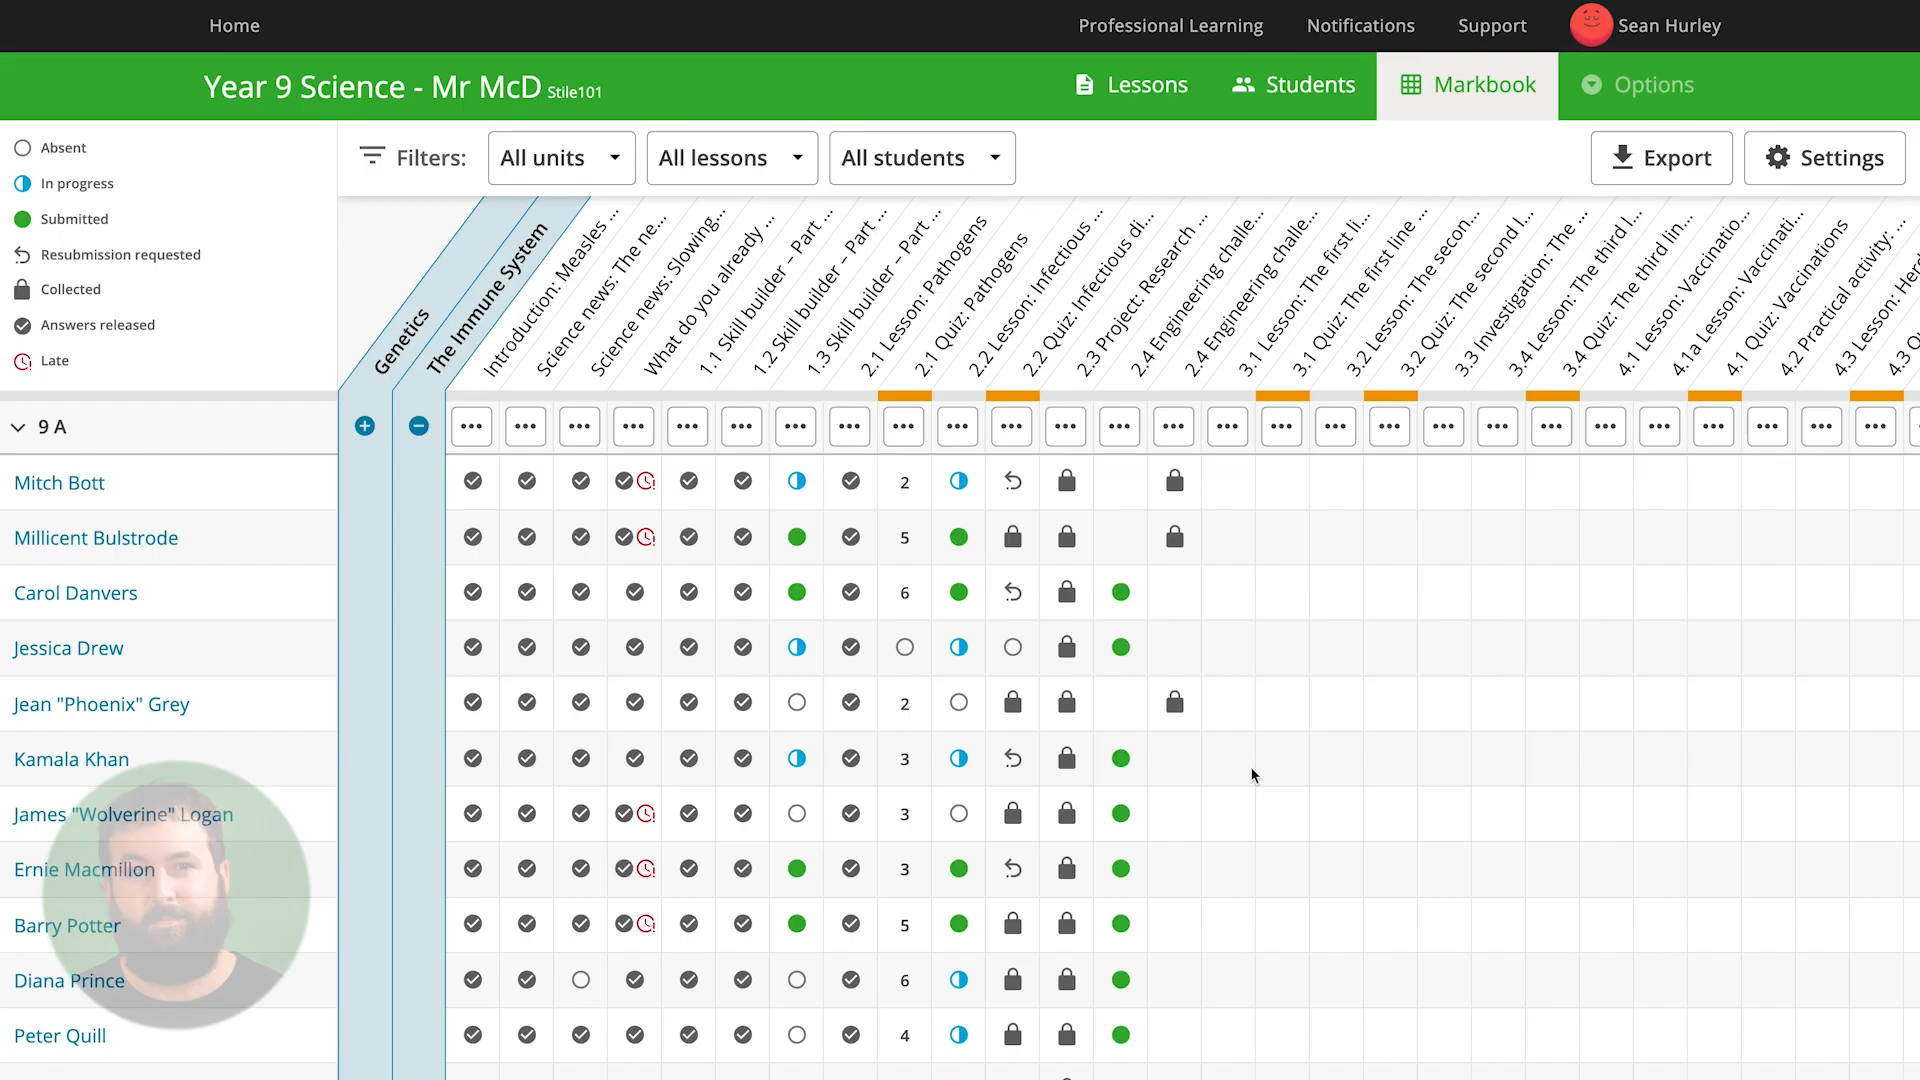 Home
Professional Learning
Notifications
Support
Sean Hurley
Year 9 Science - Mr McD Stile101
Lessons
Students
Markbook
Options
Absent
In progress
Submitted
Resubmission requested
Collected
Answers released
Late
Filters:
All units
All lessons
All students
Export
Settings
Genetics
The Immune System
Introduction: Measles ...
Science news: The ne...
Science news: Slowing...
What do you already ...
1.1 Skill builder – Part ...
1.2 Skill builder – Part ...
1.3 Skill builder – Part ...
2.1 Lesson: Pathogens
2.1 Quiz: Pathogens
2.2 Lesson: Infectious ...
2.2 Quiz: Infectious di...
2.3 Project: Research ...
2.4 Engineering challe...
2.4 Engineering challe...
3.1 Lesson: The first li...
3.1 Quiz: The first line ...
3.2 Lesson: The secon...
3.2 Quiz: The second l...
3.3 Investigation: The ...
3.4 Lesson: The third l...
3.4 Quiz: The third lin...
4.1 Lesson: Vaccinatio...
4.1a Lesson: Vaccinati...
4.1 Quiz: Vaccinations
4.2 Practical activity: ...
4.3 Lesson: Herd
4.3 Q
9 A
Mitch Bott 2
Millicent Bulstrode 5
Carol Danvers 6
Jessica Drew
Jean "Phoenix" Grey 2
Kamala Khan 3
James "Wolverine" Logan 3
Ernie Macmillon 3
Barry Potter 5
Diana Prince 6
Peter Quill 4